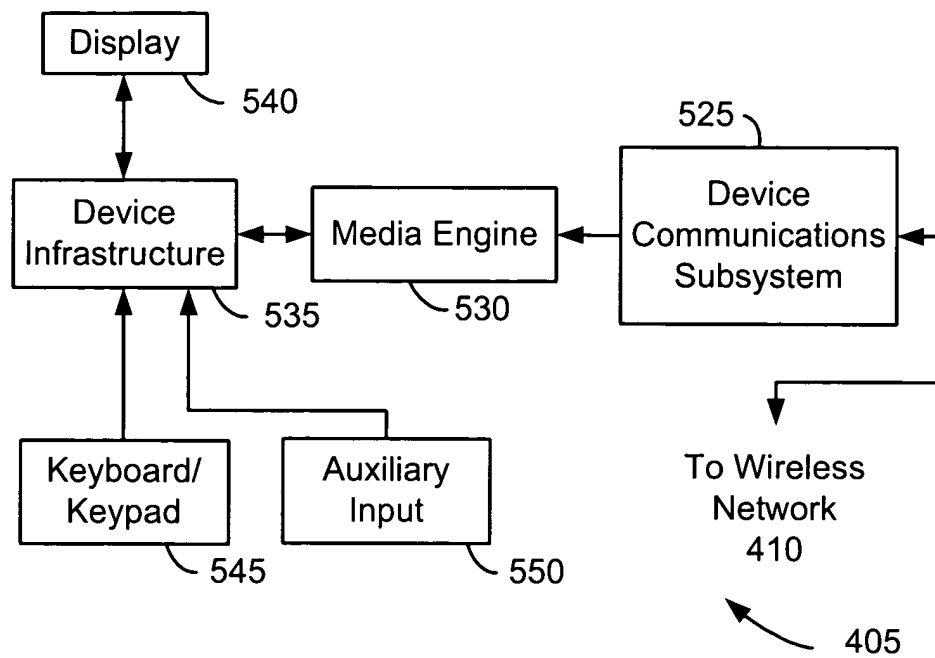 Display
540
525
Device
Infrastructure
535
Media Engine
530
Device
Communications
Subsystem
Keyboard/
Keypad
545
Auxiliary
Input
550
To Wireless
Network
410
405